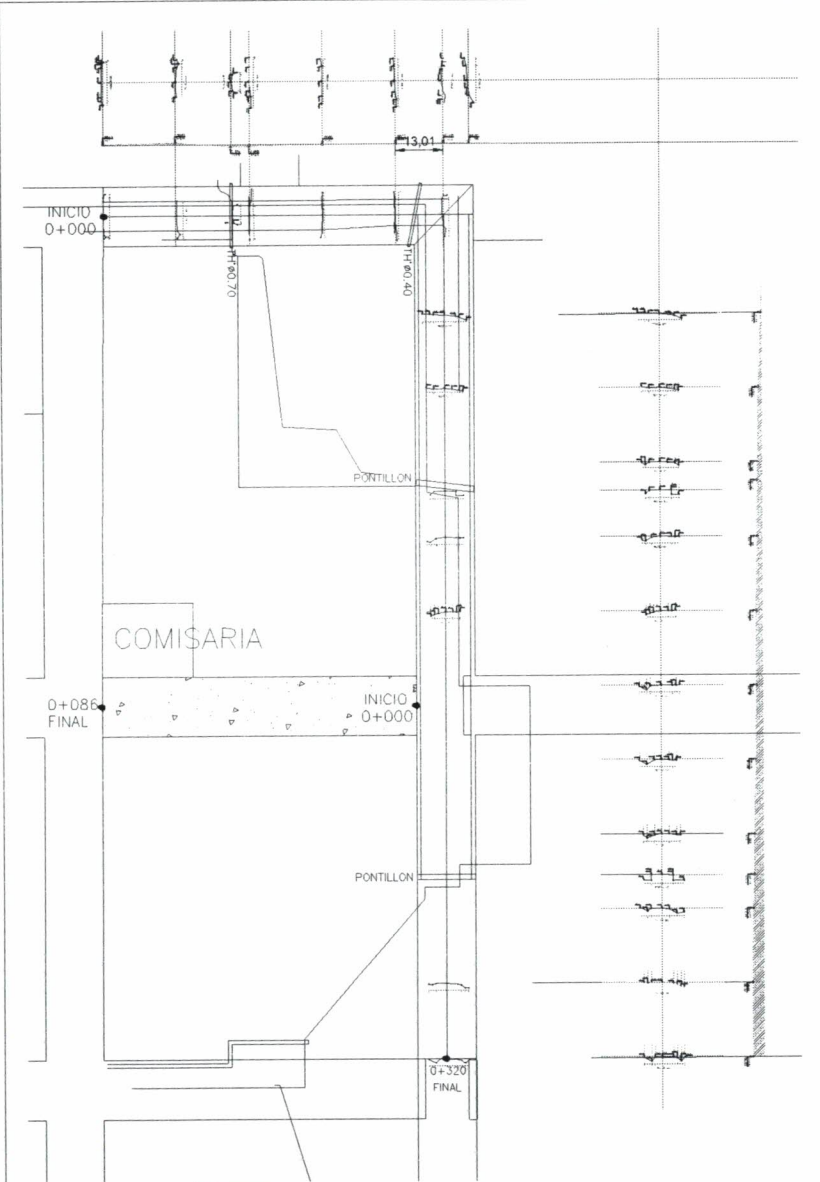 13,01
INICIO
0+000
TH°ø0.70
TH°ø0.40
PONTILLON
COMISARIA
0+086
FINAL
INICIO
0+000
PONTILLON
0+320
FINAL